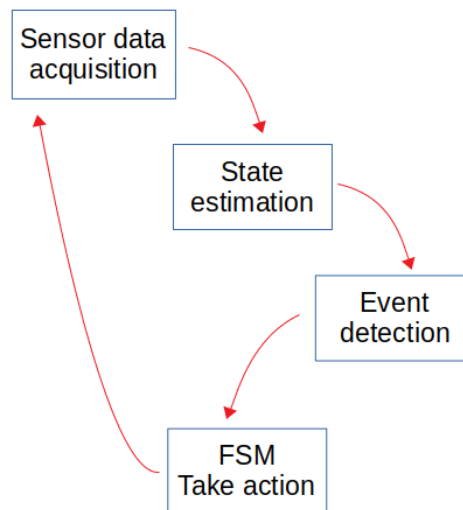 Sensor data
acquisition
State
estimation
Event
detection
FSM
Take action